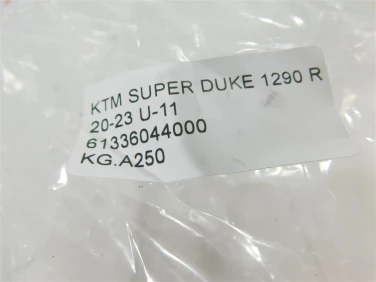 KTM SUPER DUKE 1290 R
20-23 U-11
61336044000
KG.A250